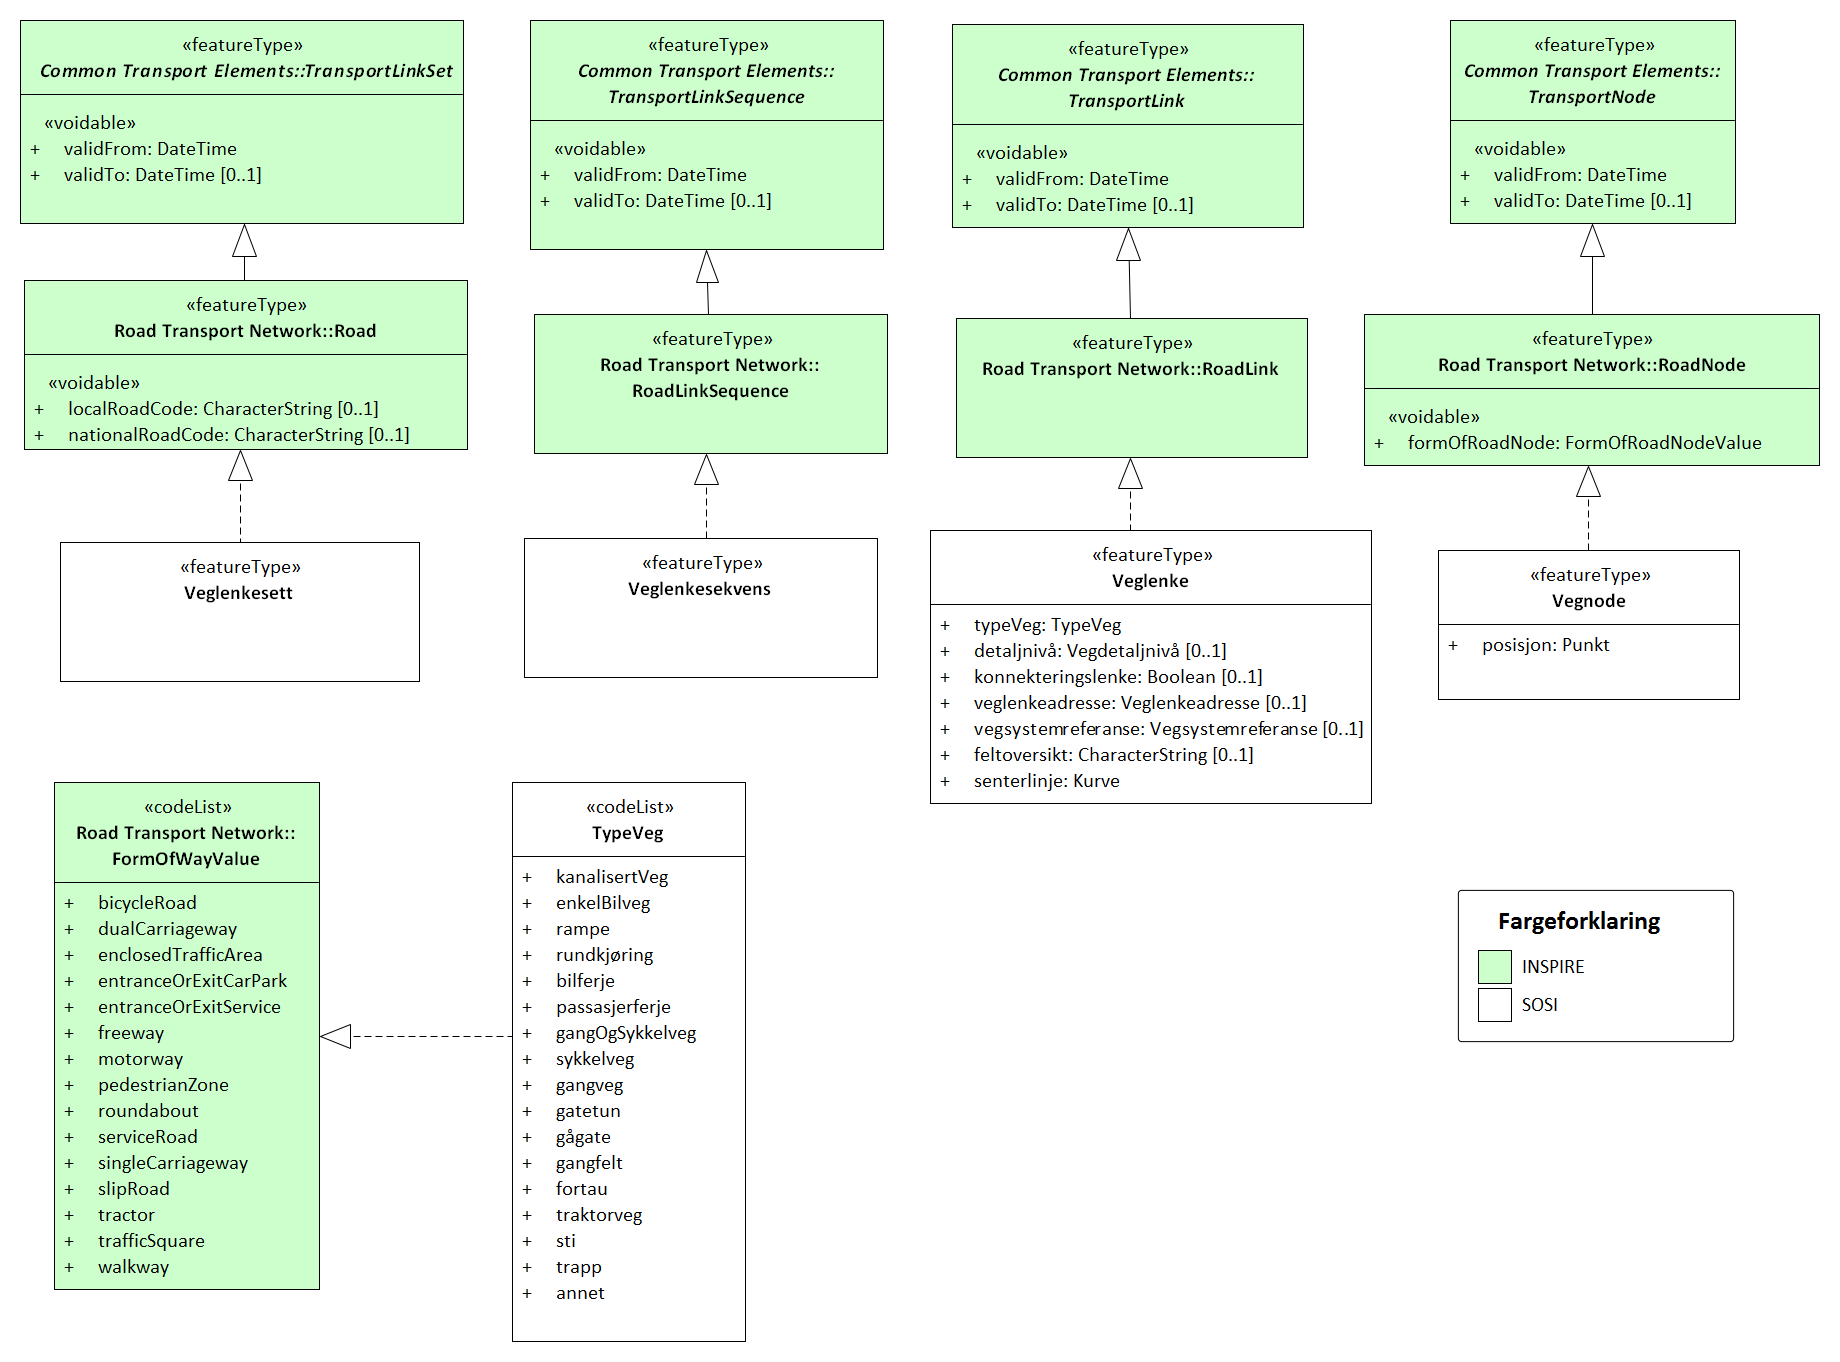 «featureType»
Common Transport Elements::TransportLinkSet
«voidable»
+ validFrom: DateTime
+ validTo: DateTime [0..1]
«featureType»
Common Transport Elements::
TransportLinkSequence
«voidable»
+ validFrom: DateTime
+ validTo: DateTime [0..1]
«featureType»
Common Transport Elements::
TransportLink
«voidable»
+ validFrom: DateTime
+ validTo: DateTime [0..1]
«featureType»
Common Transport Elements::
TransportNode
«voidable»
+ validFrom: DateTime
+ validTo: DateTime [0..1]
«featureType»
Road Transport Network::Road
«voidable»
+ localRoadCode: CharacterString [0..1]
+ nationalRoadCode: CharacterString [0..1]
«featureType»
Road Transport Network::
RoadLinkSequence
«featureType»
Road Transport Network::RoadLink
«featureType»
Road Transport Network::RoadNode
«voidable»
+ formOfRoadNode: FormOfRoadNodeValue
«featureType»
Veglenkesett
«featureType»
Veglenkesekvens
«featureType»
Veglenke
+ typeVeg: TypeVeg
+ detaljnivå: Vegdetaljnivå [0..1]
+ konnekteringslenke: Boolean [0..1]
+ veglenkeadresse: Veglenkeadresse [0..1]
+ vegsystemreferanse: Vegsystemreferanse [0..1]
+ feltoversikt: CharacterString [0..1]
+ senterlinje: Kurve
«featureType»
Vegnode
+ posisjon: Punkt
«codeList»
Road Transport Network::
FormOfWayValue
+ bicycleRoad
+ dualCarriageway
+ enclosedTrafficArea
+ entranceOrExitCarPark
+ entranceOrExitService
+ freeway
+ motorway
+ pedestrianZone
+ roundabout
+ serviceRoad
+ singleCarriageway
+ slipRoad
+ tractor
+ trafficSquare
+ walkway
«codeList»
TypeVeg
+ kanalisertVeg
+ enkelBilveg
+ rampe
+ rundkjøring
+ bilferje
+ passasjerferje
+ gangOgSykkelveg
+ sykkelveg
+ gangveg
+ gatetun
+ gågate
+ gangfelt
+ fortau
+ traktorveg
+ sti
+ trapp
+ annet
Fargeforklaring
INSPIRE
SOSI